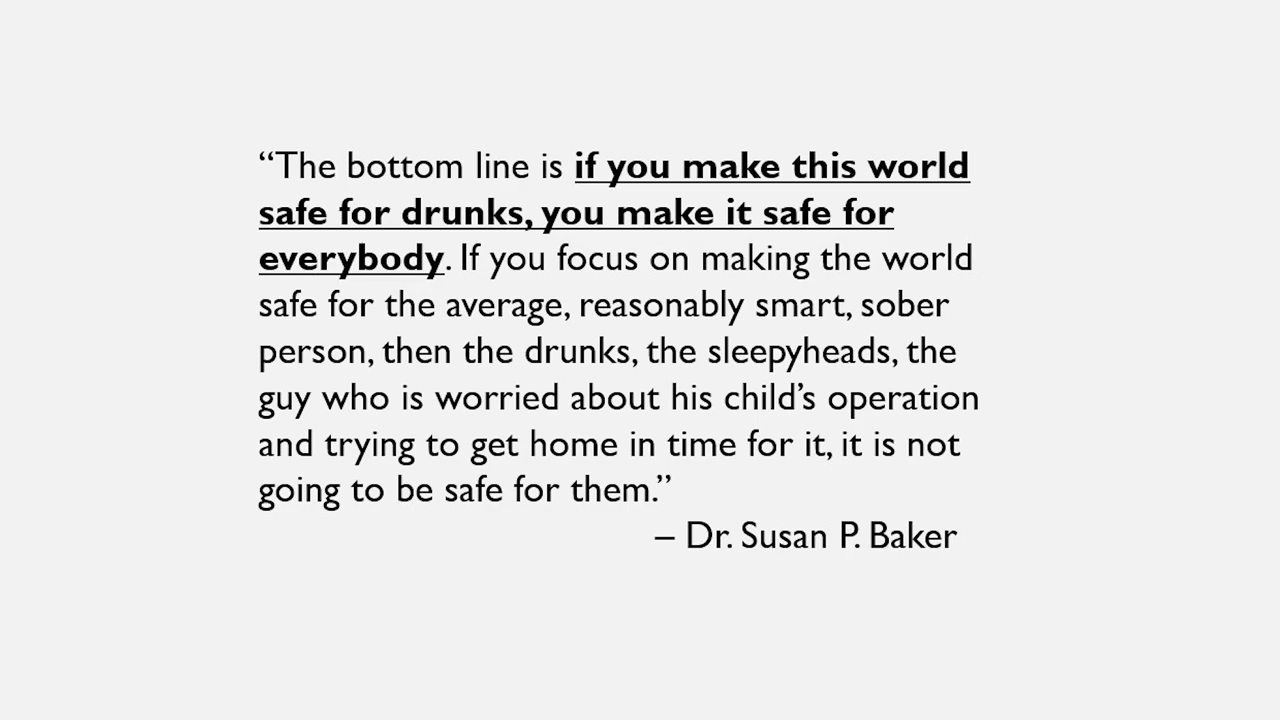 “The bottom line is if you make this world
safe for drunks, you make it safe for
everybody. If you focus on making the world
safe for the average, reasonably smart, sober
person, then the drunks, the sleepyheads, the
guy who is worried about his child’s operation
and trying to get home in time for it, it is not
going to be safe for them.”
– Dr. Susan P. Baker